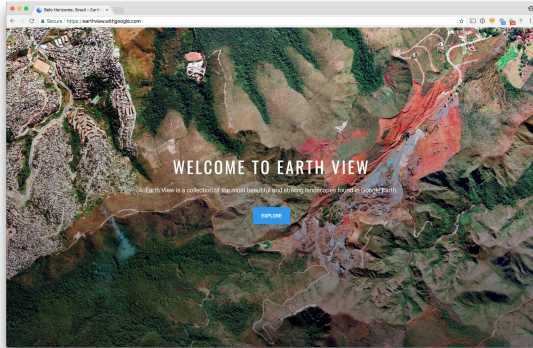 Belo Horizonte, Brazil – Earth
Secure
https://earthview.withgoogle.com
WELCOME TO EARTH VIEW
Earth View is a collection of the most beautiful and striking landscapes found in Google Earth.
EXPLORE